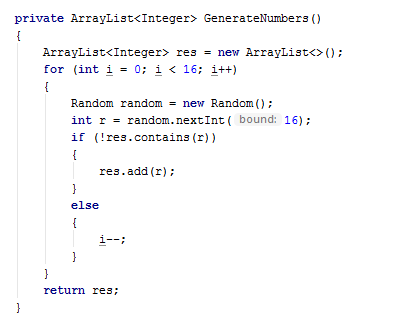 private ArrayList<Integer> GenerateNumbers()
{
    ArrayList<Integer> res = new ArrayList<>();
    for (int i = 0; i < 16; i++)
    {
        Random random = new Random();
        int r = random.nextInt( bound: 16);
        if (!res.contains(r))
        {
            res.add(r);
        }
        else
        {
            i--;
        }
    }
    return res;
}